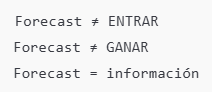 Forecast ≠ ENTRAR
Forecast ≠ GANAR
Forecast = información